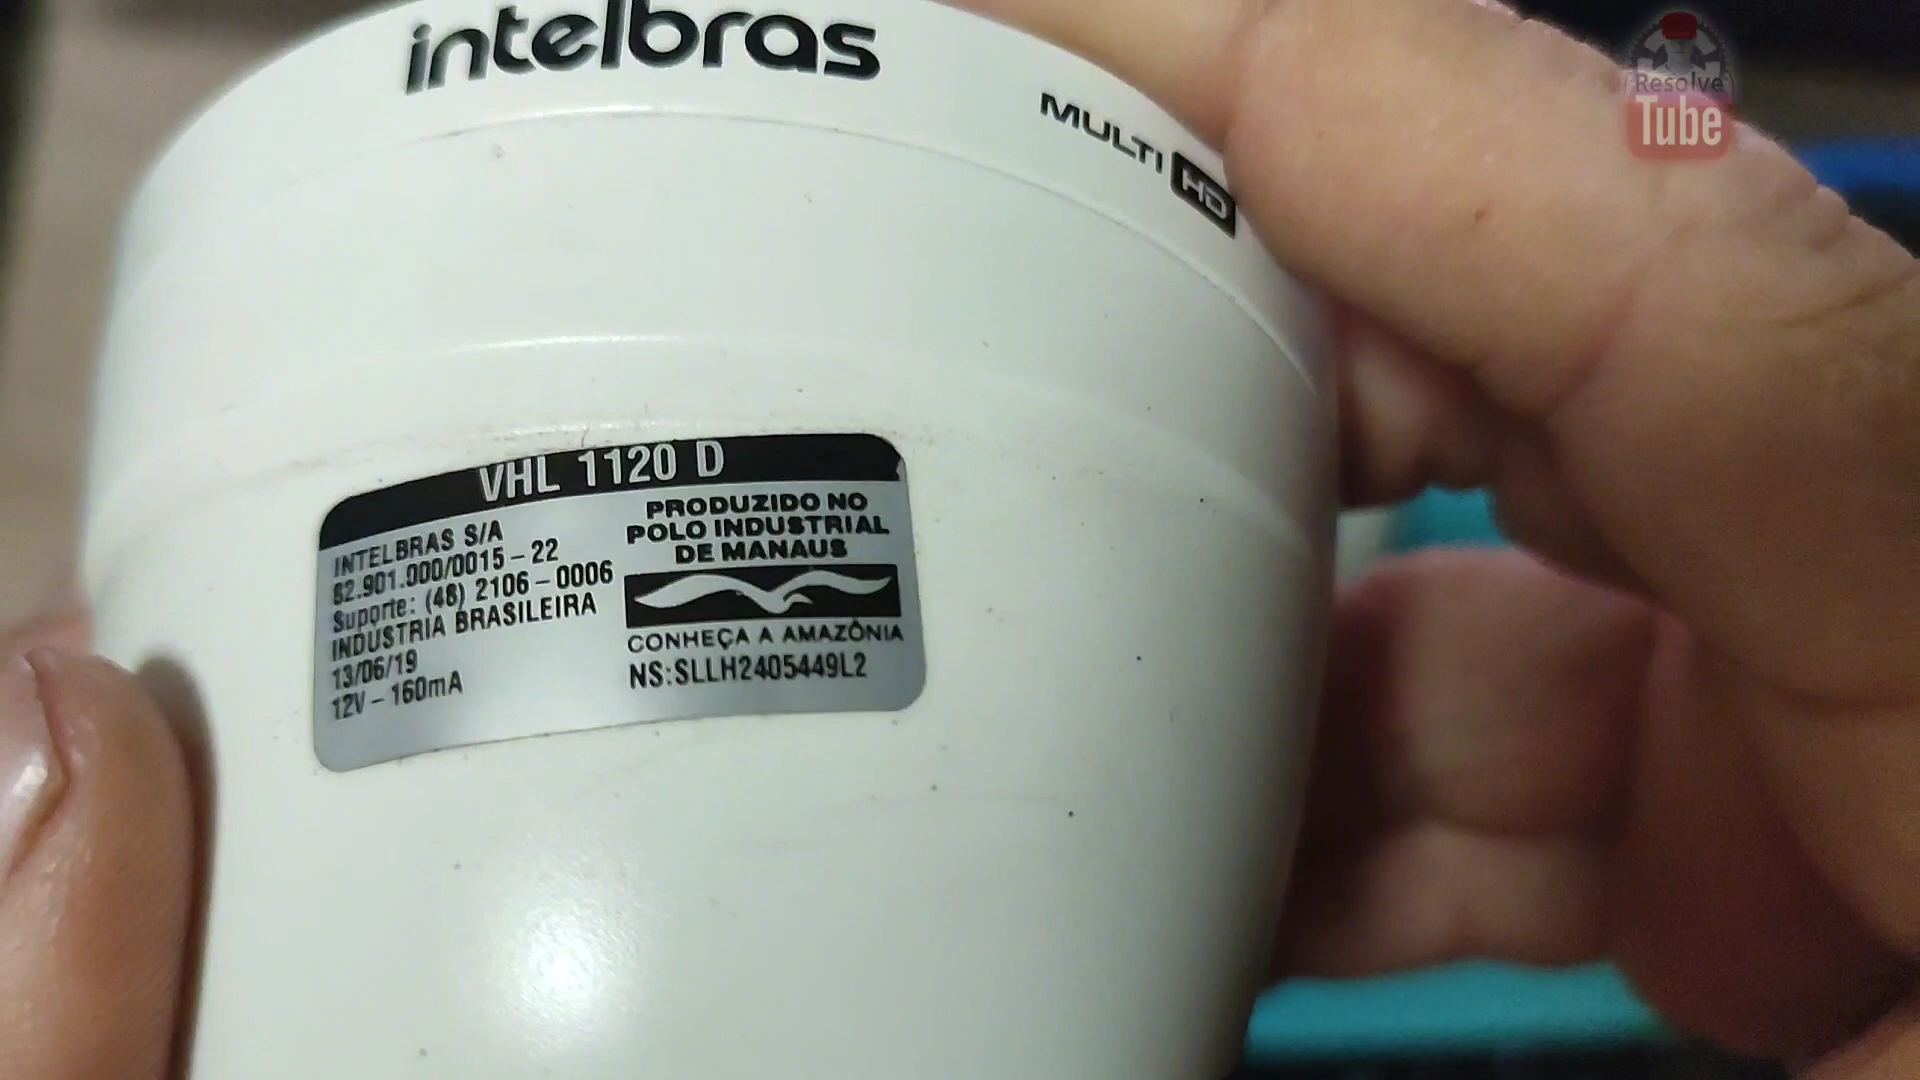 intelbras
MULTI HD
Resolve
Tube
VHL 1120 D
INTELBRAS S/A
82.901.000/0015-22
Suporte: (48) 2106-0006
INDUSTRIA BRASILEIRA
13/06/19
12V-160mA
PRODUZIDO NO
POLO INDUSTRIAL
DE MANAUS
CONHEÇA A AMAZÔNIA
NS:SLLH2405449L2